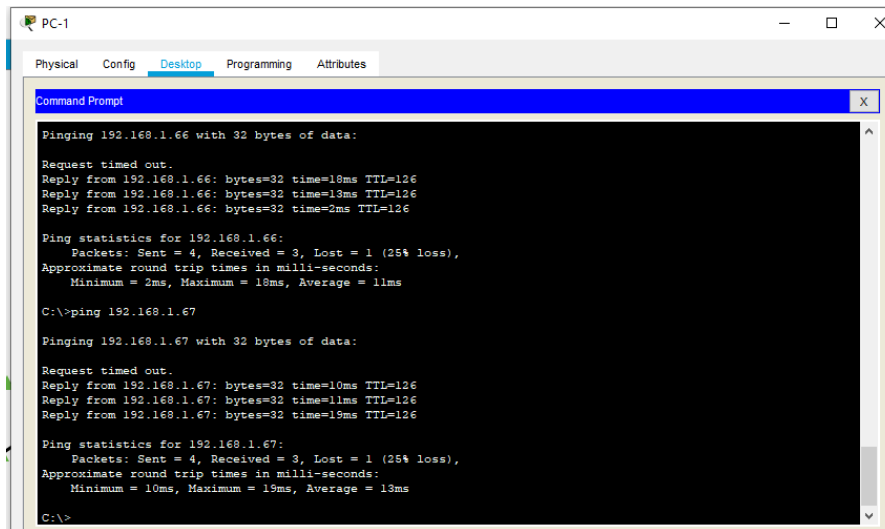 PC-1
Physical Config Desktop Programming Attributes
Command Prompt X
Pinging 192.168.1.66 with 32 bytes of data:
Request timed out.
Reply from 192.168.1.66: bytes=32 time=18ms TTL=126
Reply from 192.168.1.66: bytes=32 time=13ms TTL=126
Reply from 192.168.1.66: bytes=32 time=2ms TTL=126
Ping statistics for 192.168.1.66:
Packets: Sent = 4, Received = 3, Lost = 1 (25% loss),
Approximate round trip times in milli-seconds:
Minimum = 2ms, Maximum = 18ms, Average = 11ms
C:\>ping 192.168.1.67
Pinging 192.168.1.67 with 32 bytes of data:
Request timed out.
Reply from 192.168.1.67: bytes=32 time=10ms TTL=126
Reply from 192.168.1.67: bytes=32 time=11ms TTL=126
Reply from 192.168.1.67: bytes=32 time=19ms TTL=126
Ping statistics for 192.168.1.67:
Packets: Sent = 4, Received = 3, Lost = 1 (25% loss),
Approximate round trip times in milli-seconds:
Minimum = 10ms, Maximum = 19ms, Average = 13ms
C:\>